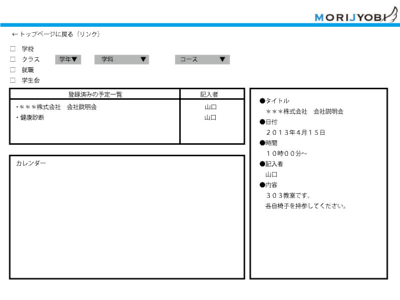 MORIJYOBI
←トップページに戻る（リンク）
□ 学校
□ クラス 学年▼ 学科▼ コース▼
□ 就職
□ 学生会
登録済みの予定一覧 記入者
・＊＊＊株式会社　会社説明会 山口
・健康診断 山口
カレンダー
●タイトル
＊＊＊株式会社　会社説明会
●日付
２０１３年４月１５日
●時間
１０時００分～
●記入者
山口
●内容
３０３教室です。
各自椅子を持参してください。